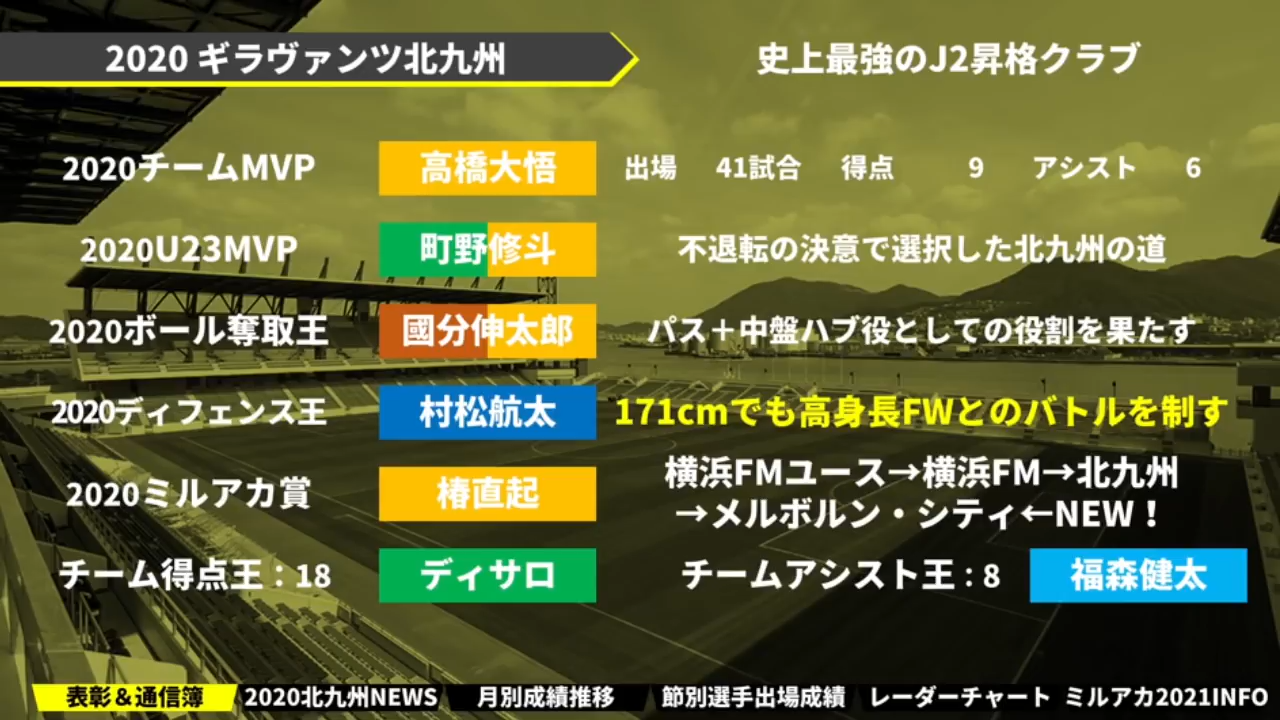 2020 ギラヴァンツ北九州
史上最強のJ2昇格クラブ
2020チームMVP 高橋大悟 出場 41試合 得点 9 アシスト 6
2020U23MVP 町野修斗 不退転の決意で選択した北九州の道
2020ボール奪取王 國分伸太郎 パス＋中盤ハブ役としての役割を果たす
2020ディフェンス王 村松航太 171cmでも高身長FWとのバトルを制す
2020ミルアカ賞 椿直起 横浜FMユース→横浜FM→北九州
→メルボルン・シティ←NEW！
チーム得点王：18 ディサロ チームアシスト王：8 福森健太
表彰＆通信簿 2020北九州NEWS 月別成績推移 節別選手出場成績 レーダーチャート ミルアカ2021INFO